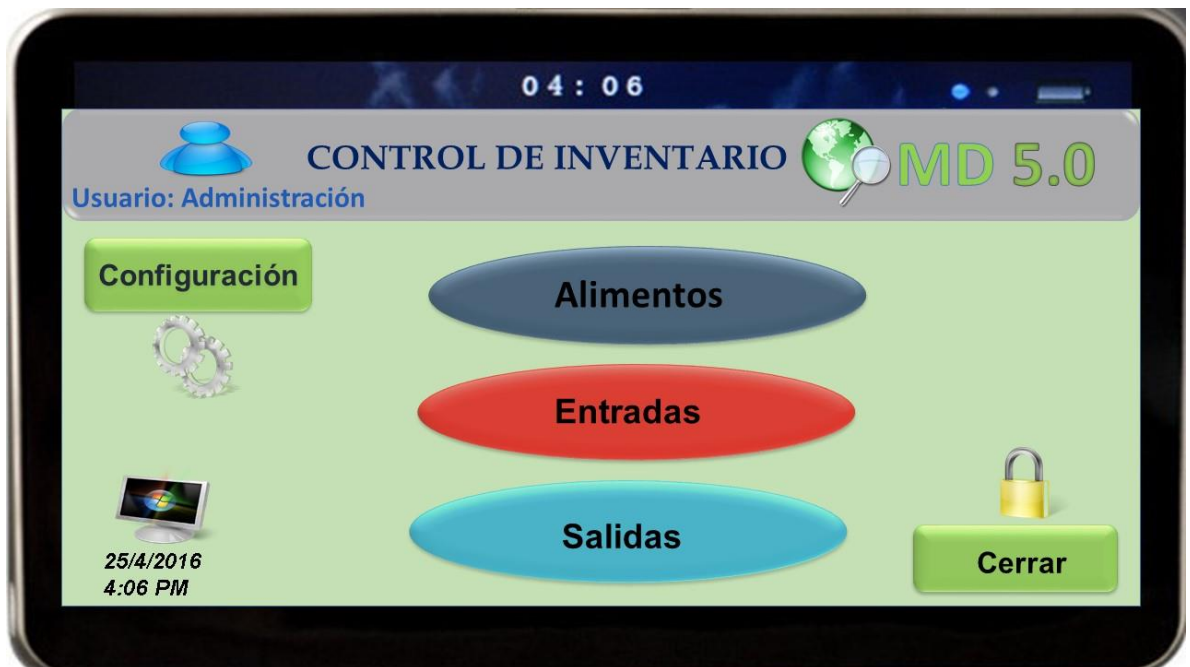 04:06
CONTROL DE INVENTARIO
MD 5.0
Usuario: Administración
Configuración
Alimentos
Entradas
Salidas
25/4/2016
4:06 PM
Cerrar